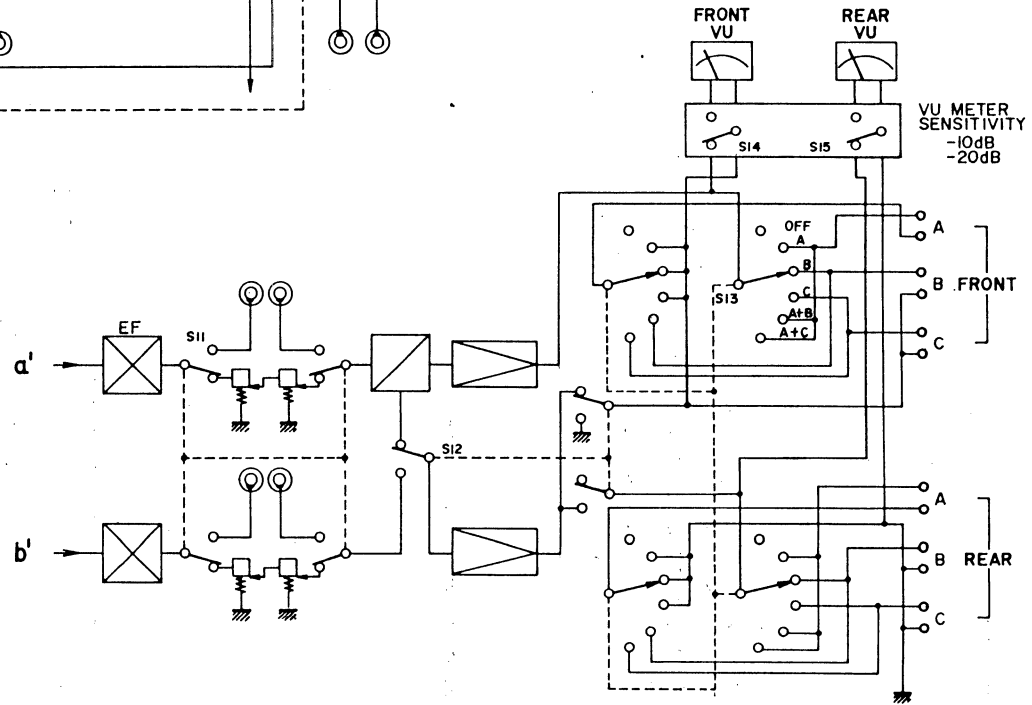 FRONT
VU
REAR
VU
VU METER
SENSITIVITY
-10dB
-20dB
S14
S15
OFF
A
B
C
A+B
A+C
S13
A
B
C
FRONT
EF
S11
a'
S12
b'
A
B
C
REAR